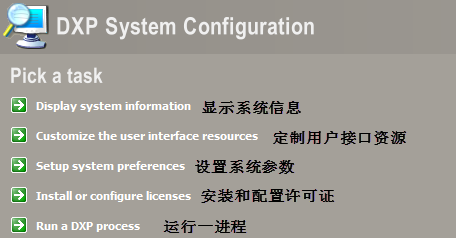 DXP System Configuration
Pick a task
Display system information 显示系统信息
Customize the user interface resources 定制用户接口资源
Setup system preferences 设置系统参数
Install or configure licenses 安装和配置许可证
Run a DXP process 运行一进程